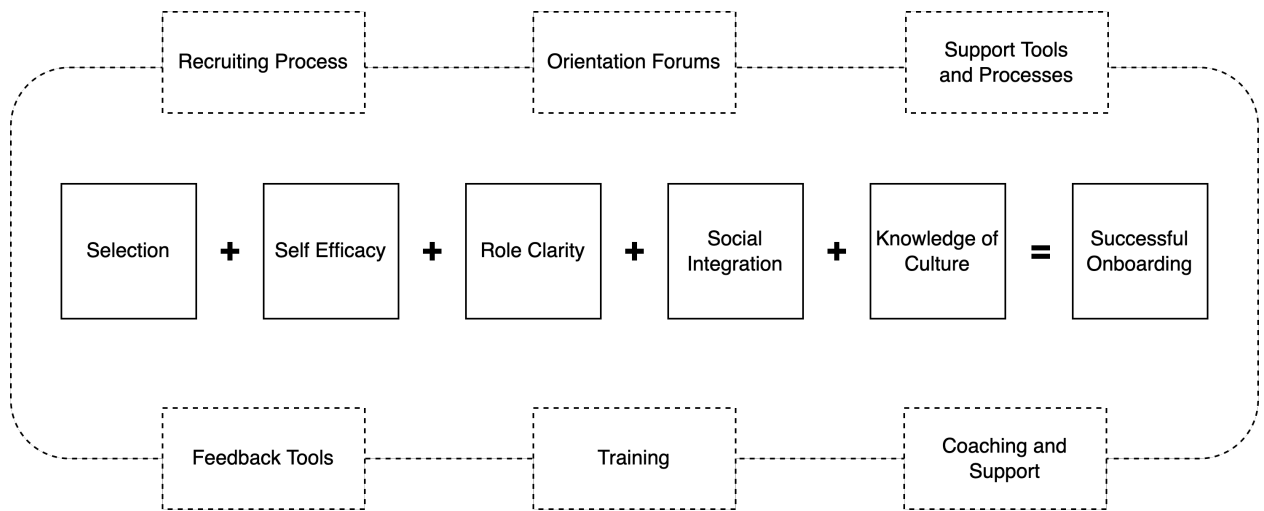 Recruiting Process
Orientation Forums
Support Tools
and Processes
Selection
+
Self Efficacy
+
Role Clarity
+
Social
Integration
+
Knowledge of
Culture
=
Successful
Onboarding
Feedback Tools
Training
Coaching and
Support